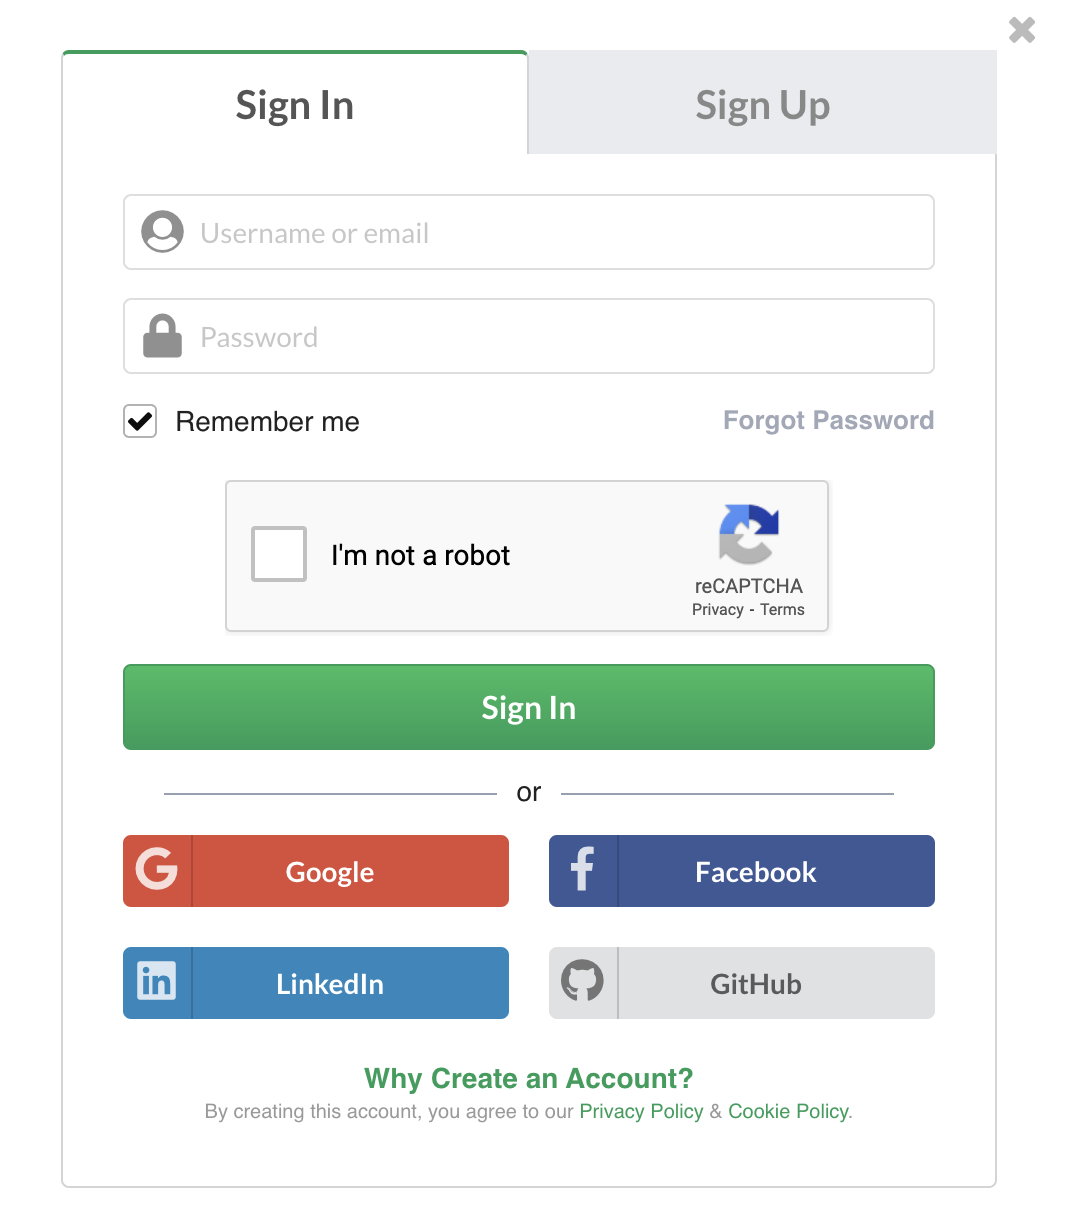 Sign In
Sign Up
Username or email
Password
Remember me
Forgot Password
I'm not a robot
reCAPTCHA
Privacy - Terms
Sign In
or
Google
Facebook
LinkedIn
GitHub
Why Create an Account?
By creating this account, you agree to our Privacy Policy & Cookie Policy.